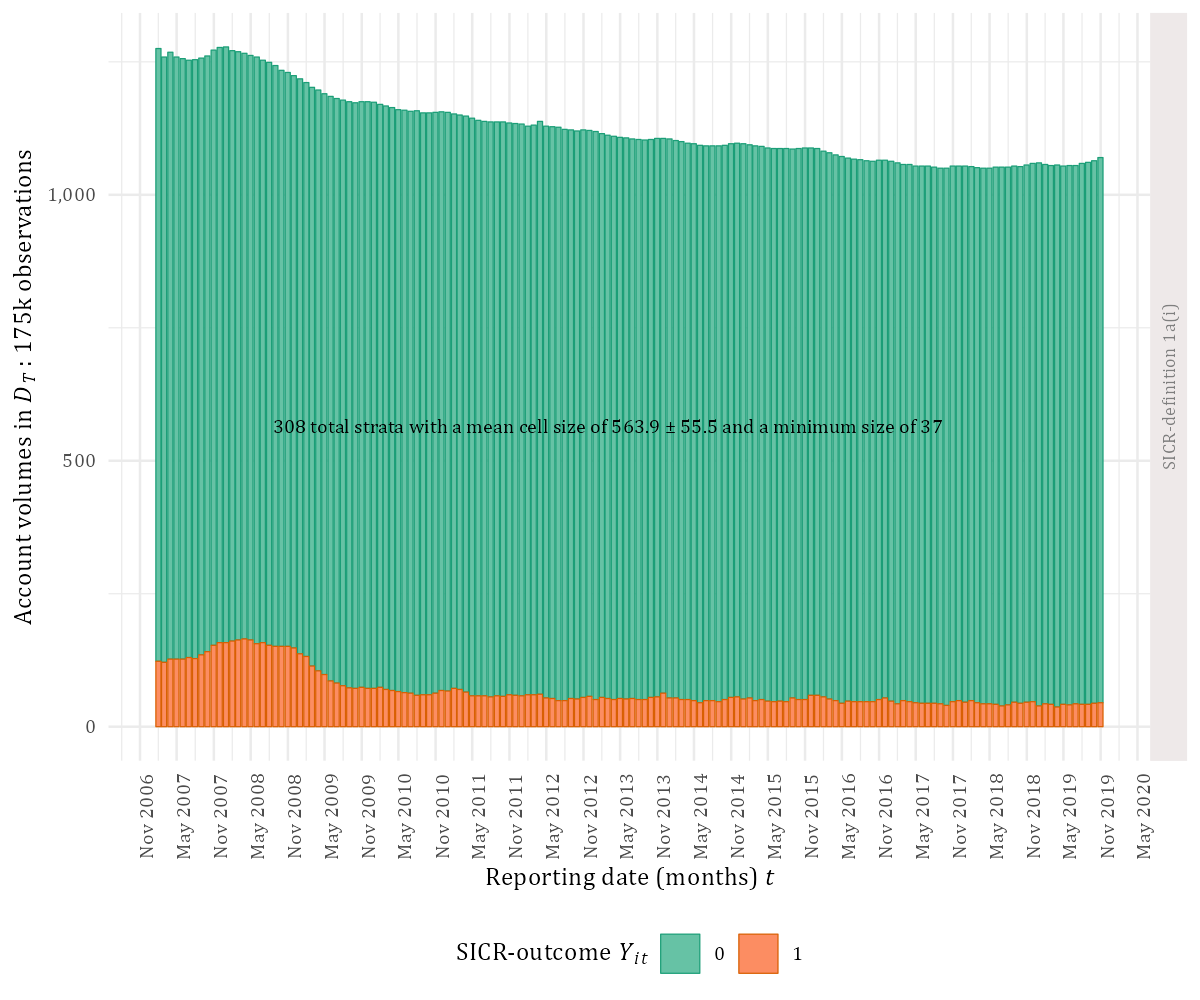 Account volumes in D_T : 175k observations
1,000
500
0
308 total strata with a mean cell size of 563.9 ± 55.5 and a minimum size of 37
SICR-definition 1a(i)
Nov 2006
May 2007
Nov 2007
May 2008
Nov 2008
May 2009
Nov 2009
May 2010
Nov 2010
May 2011
Nov 2011
May 2012
Nov 2012
May 2013
Nov 2013
May 2014
Nov 2014
May 2015
Nov 2015
May 2016
Nov 2016
May 2017
Nov 2017
May 2018
Nov 2018
May 2019
Nov 2019
May 2020
Reporting date (months) t
SICR-outcome Y_it 0 1